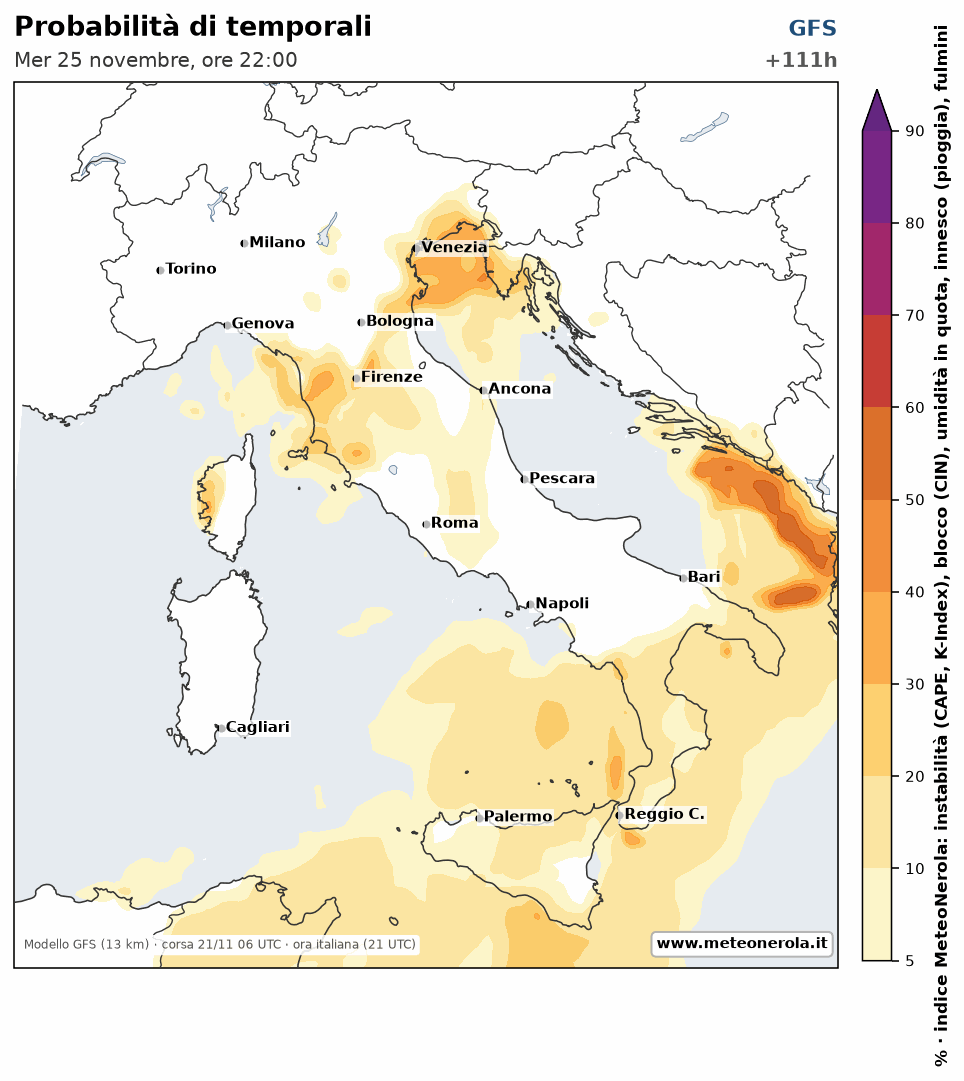 Probabilità di temporali
GFS
Mer 25 novembre, ore 22:00
+111h
Milano
Venezia
Torino
Genova
Bologna
Firenze
Ancona
Pescara
Roma
Bari
Napoli
Cagliari
Palermo
Reggio C.
Modello GFS (13 km) · corsa 21/11 06 UTC · ora italiana (21 UTC)
www.meteonerola.it
90
80
70
60
50
40
30
20
10
5
% · indice MeteoNerola: instabilità (CAPE, K-Index), blocco (CIN), umidità in quota, innesco (pioggia), fulmini